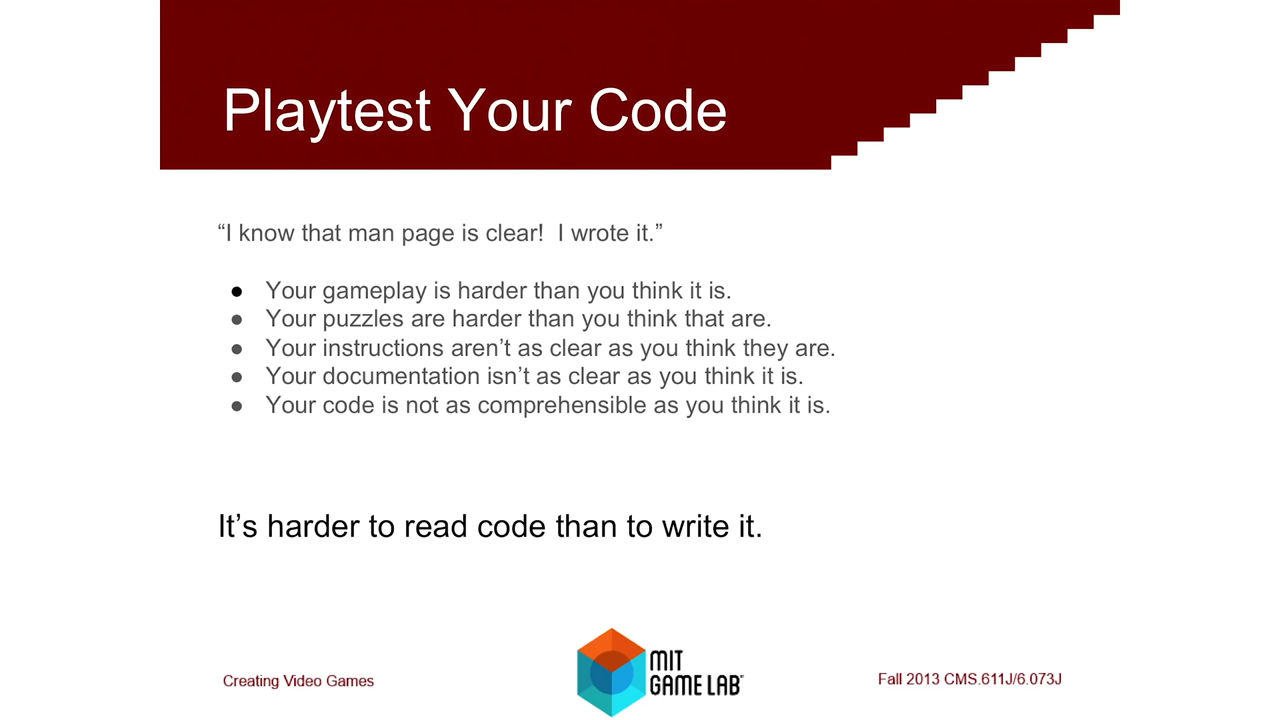 Playtest Your Code
“I know that man page is clear!  I wrote it.”
● Your gameplay is harder than you think it is.
● Your puzzles are harder than you think that are.
● Your instructions aren’t as clear as you think they are.
● Your documentation isn’t as clear as you think it is.
● Your code is not as comprehensible as you think it is.
It’s harder to read code than to write it.
Creating Video Games
MIT
GAME LAB
Fall 2013 CMS.611J/6.073J